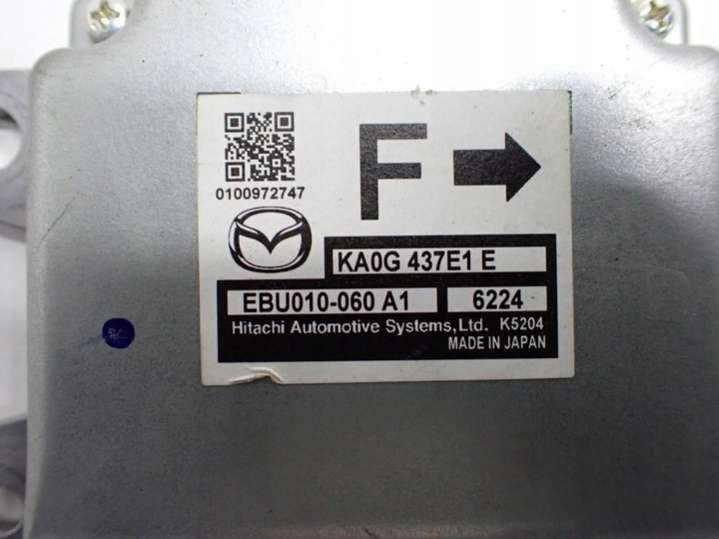 F
0100972747
KA0G 437E1 E
EBU010-060 A1 6224
Hitachi Automotive Systems,Ltd. K5204
MADE IN JAPAN